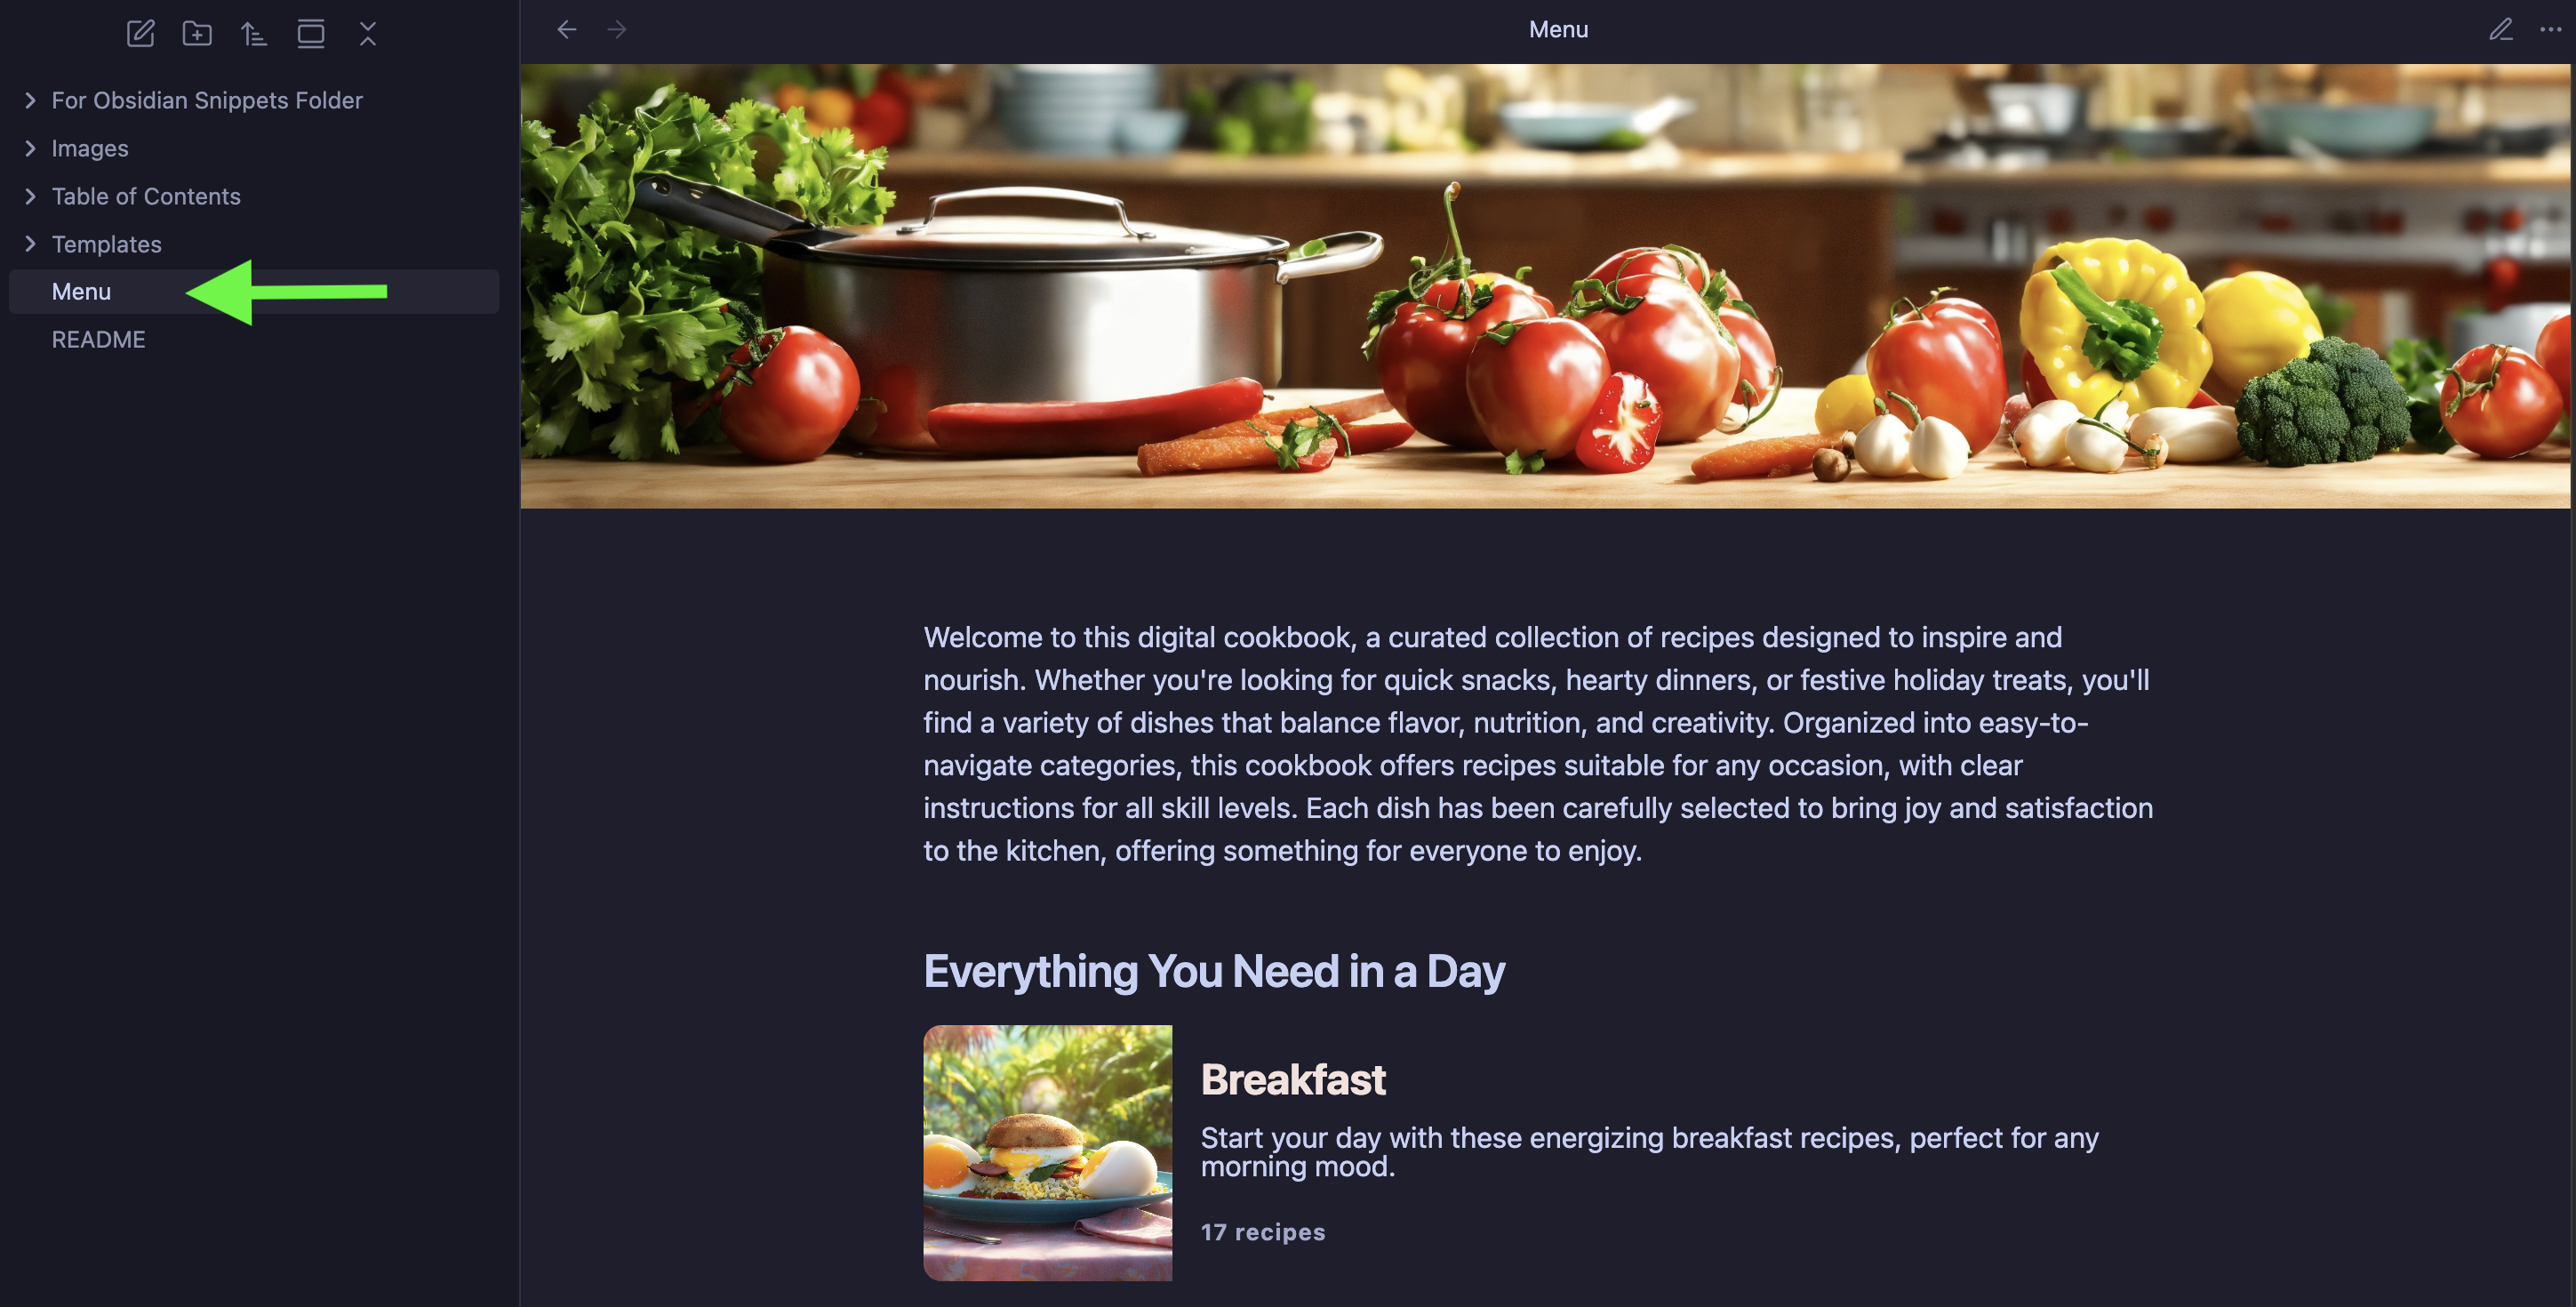 Menu
For Obsidian Snippets Folder
Images
Table of Contents
Templates
Menu
README
Welcome to this digital cookbook, a curated collection of recipes designed to inspire and
nourish. Whether you're looking for quick snacks, hearty dinners, or festive holiday treats, you'll
find a variety of dishes that balance flavor, nutrition, and creativity. Organized into easy-to-
navigate categories, this cookbook offers recipes suitable for any occasion, with clear
instructions for all skill levels. Each dish has been carefully selected to bring joy and satisfaction
to the kitchen, offering something for everyone to enjoy.
Everything You Need in a Day
Breakfast
Start your day with these energizing breakfast recipes, perfect for any
morning mood.
17 recipes